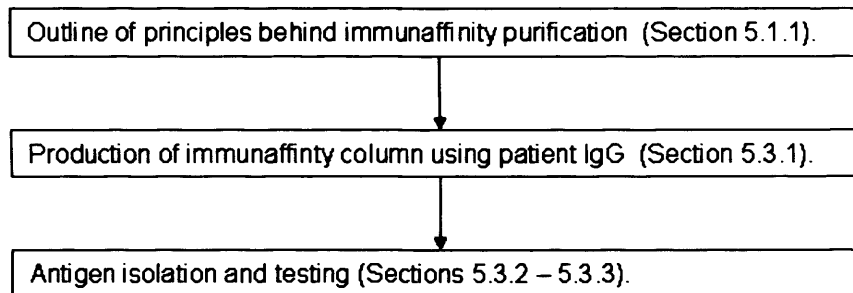 Outline of principles behind immunaffinity purification (Section 5.1.1).
Production of immunaffinty column using patient IgG (Section 5.3.1).
Antigen isolation and testing (Sections 5.3.2 – 5.3.3).